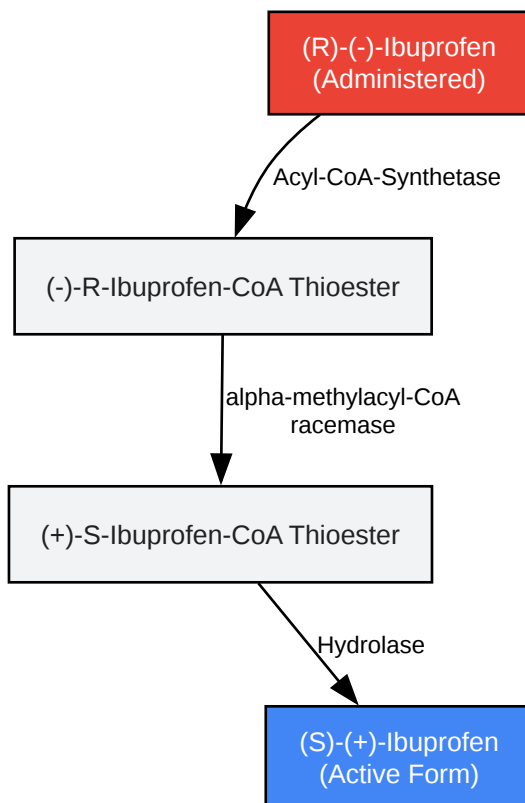 (R)-(-)-Ibuprofen
(Administered)
Acyl-CoA-Synthetase
(-)-R-Ibuprofen-CoA Thioester
alpha-methylacyl-CoA
racemase
(+)-S-Ibuprofen-CoA Thioester
Hydrolase
(S)-(+)-Ibuprofen
(Active Form)